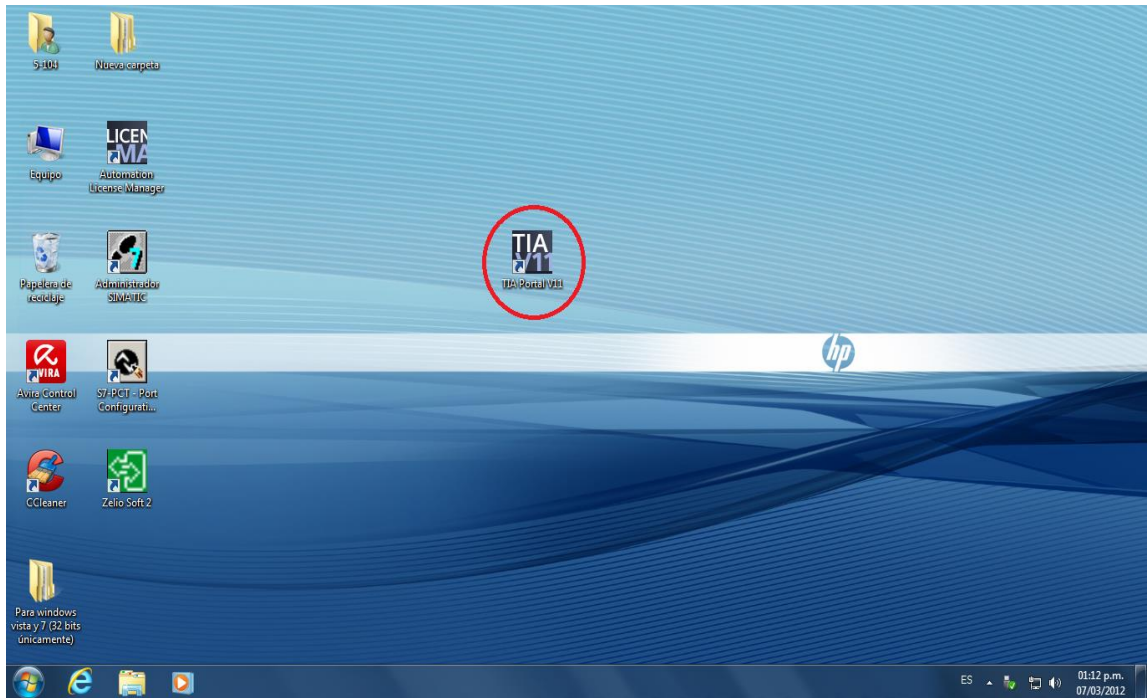 S-104
Nueva carpeta
Equipo
LICEN
MA
Automation
License Manager
Papelera de
reciclaje
Administrador
SIMATIC
TIA
V11
TIA Portal V11
hp
AVIRA
Avira Control
Center
S7-PCT - Port
Configurati...
CCleaner
Zelio Soft 2
Para windows
vista y 7 (32 bits
únicamente)
ES
01:12 p.m.
07/03/2012